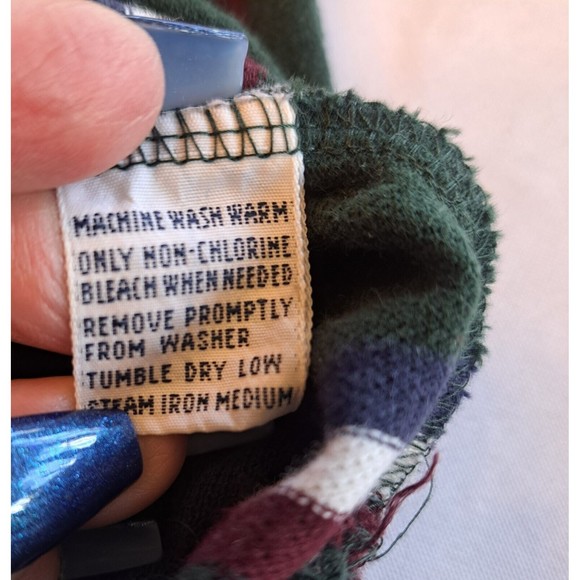 MACHINE WASH WARM
ONLY NON-CHLORINE
BLEACH WHEN NEEDED
REMOVE PROMPTLY
FROM WASHER
TUMBLE DRY LOW
STEAM IRON MEDIUM